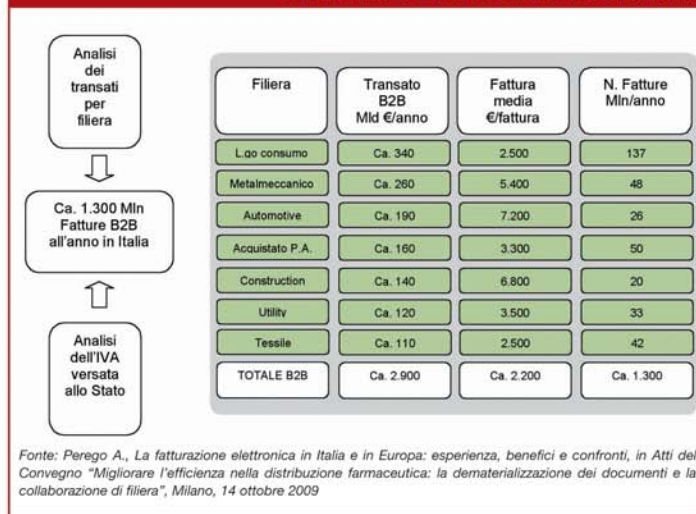 Analisi
dei
transati
per
filiera
Ca. 1.300 Mln
Fatture B2B
all'anno in Italia
Analisi
dell'IVA
versata
allo Stato
Filiera
Transato
B2B
Mld €/anno
Fattura
media
€/fattura
N. Fatture
Mln/anno
L.go consumo Ca. 340 2.500 137
Metalmeccanico Ca. 260 5.400 48
Automotive Ca. 190 7.200 26
Acquistato P.A. Ca. 160 3.300 50
Construction Ca. 140 6.800 20
Utility Ca. 120 3.500 33
Tessile Ca. 110 2.500 42
TOTALE B2B Ca. 2.900 Ca. 2.200 Ca. 1.300
Fonte: Perego A., La fatturazione elettronica in Italia e in Europa: esperienza, benefici e confronti, in Atti del
Convegno “Migliorare l'efficienza nella distribuzione farmaceutica: la dematerializzazione dei documenti e la
collaborazione di filiera”, Milano, 14 ottobre 2009